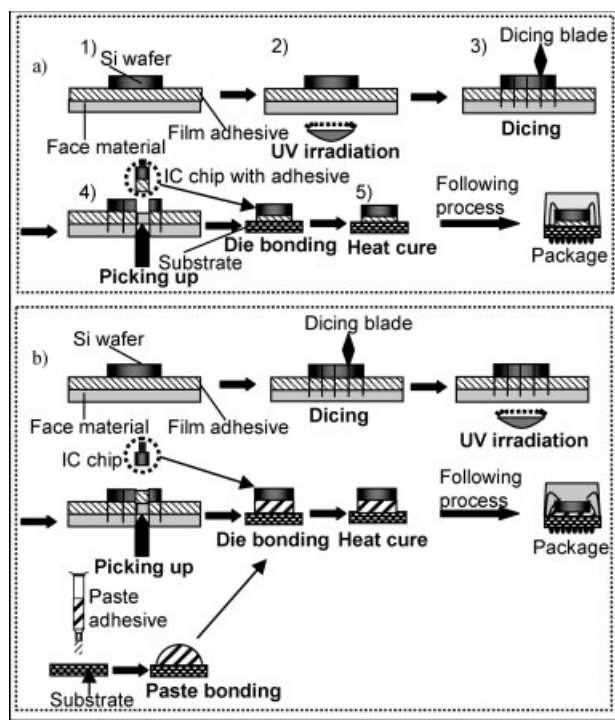 a)
1)
2)
3)
Si wafer
Dicing blade
Face material
Film adhesive
UV irradiation
Dicing
4)
IC chip with adhesive
5)
Following
process
Picking up
Substrate
Die bonding
Heat cure
Package
b)
Si wafer
Dicing blade
Face material
Film adhesive
Dicing
UV irradiation
IC chip
Following
process
Picking up
Die bonding
Heat cure
Package
Paste
adhesive
Substrate
Paste bonding